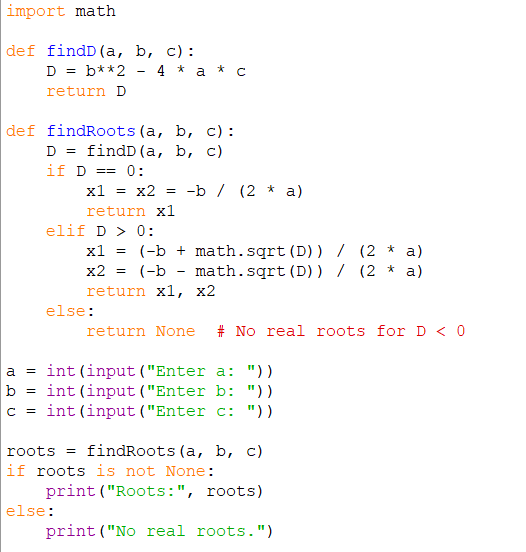 import math

def findD(a, b, c):
    D = b**2 - 4 * a * c
    return D

def findRoots(a, b, c):
    D = findD(a, b, c)
    if D == 0:
        x1 = x2 = -b / (2 * a)
        return x1
    elif D > 0:
        x1 = (-b + math.sqrt(D)) / (2 * a)
        x2 = (-b - math.sqrt(D)) / (2 * a)
        return x1, x2
    else:
        return None  # No real roots for D < 0

a = int(input("Enter a: "))
b = int(input("Enter b: "))
c = int(input("Enter c: "))

roots = findRoots(a, b, c)
if roots is not None:
    print("Roots:", roots)
else:
    print("No real roots.")